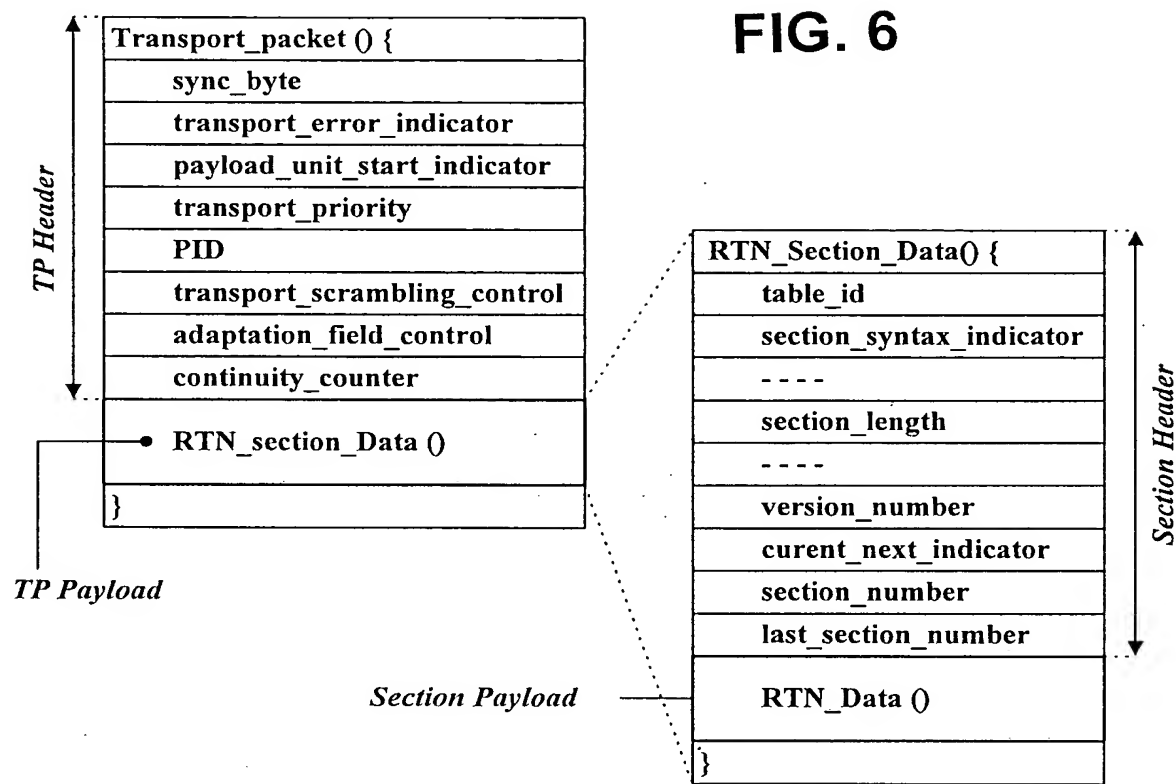 FIG. 6
TP Header
Transport_packet () {
sync_byte
transport_error_indicator
payload_unit_start_indicator
transport_priority
PID
transport_scrambling_control
adaptation_field_control
continuity_counter
RTN_section_Data ()
}
TP Payload
RTN_Section_Data() {
table_id
section_syntax_indicator
- - - -
section_length
- - - -
version_number
curent_next_indicator
section_number
last_section_number
Section Header
Section Payload
RTN_Data ()
}